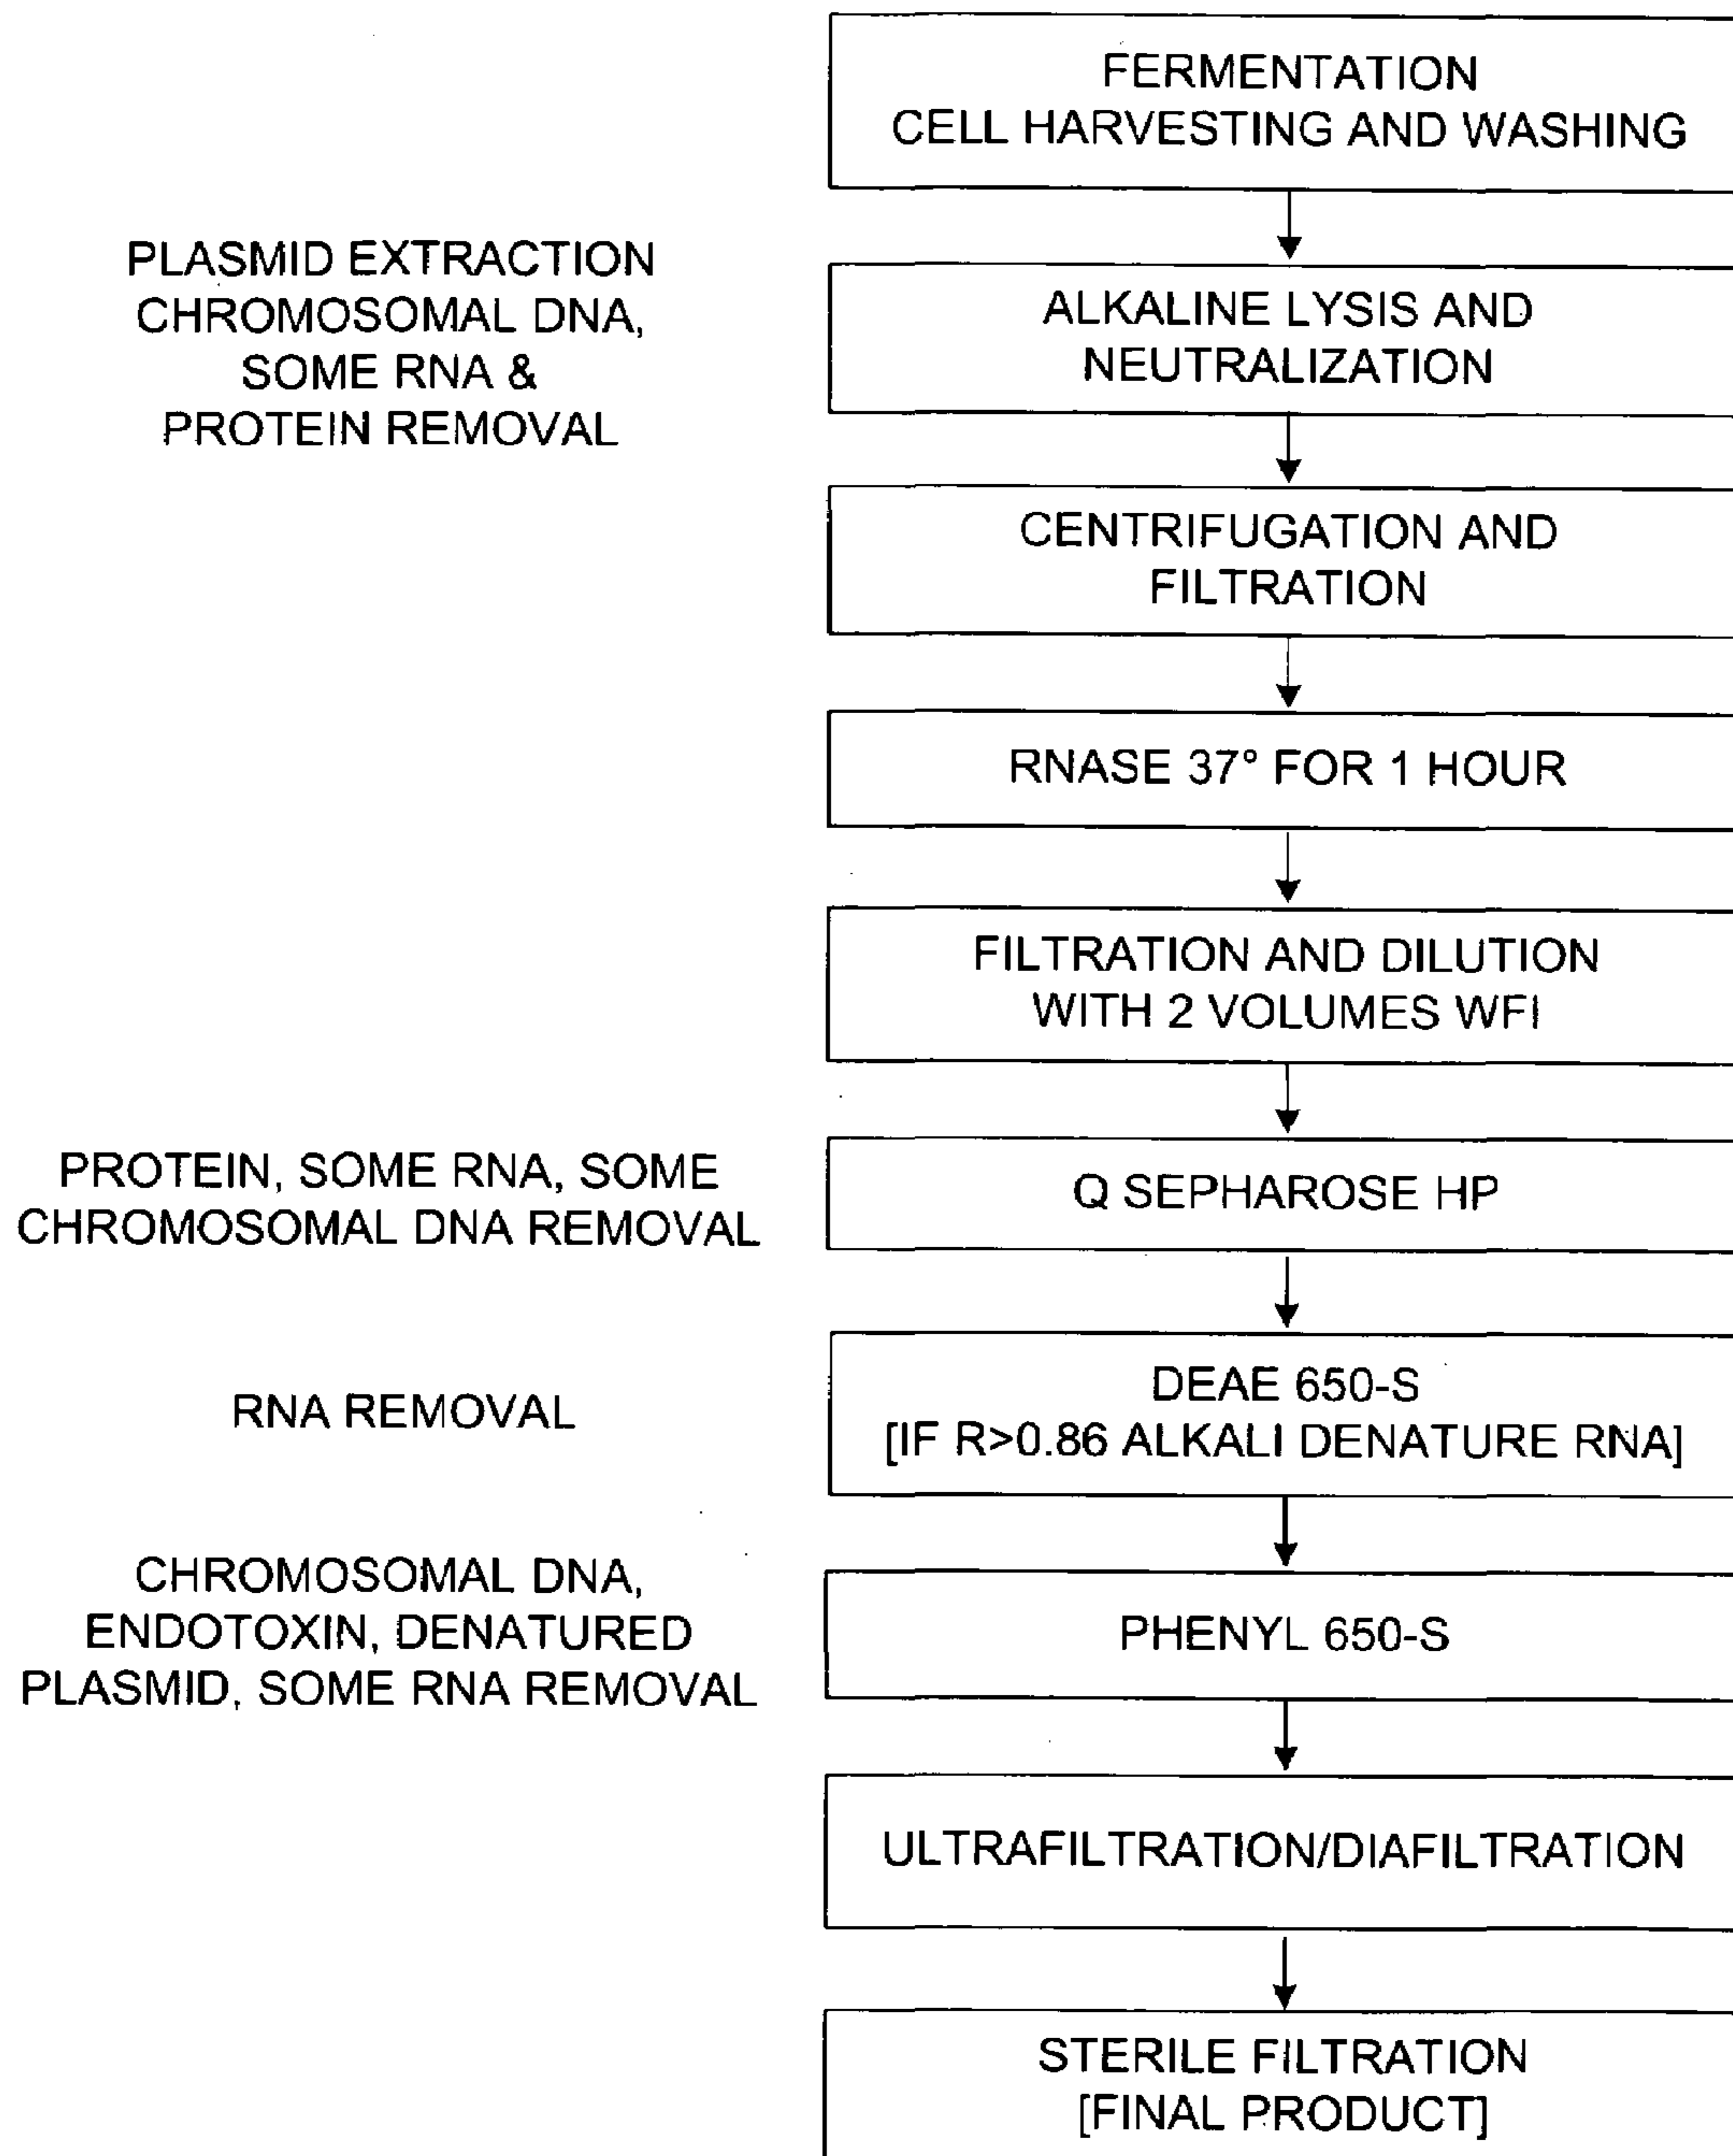 FERMENTATION
CELL HARVESTING AND WASHING
PLASMID EXTRACTION
CHROMOSOMAL DNA,
SOME RNA &
PROTEIN REMOVAL
ALKALINE LYSIS AND
NEUTRALIZATION
CENTRIFUGATION AND
FILTRATION
RNASE 37° FOR 1 HOUR
FILTRATION AND DILUTION
WITH 2 VOLUMES WFI
PROTEIN, SOME RNA, SOME
CHROMOSOMAL DNA REMOVAL
Q SEPHAROSE HP
RNA REMOVAL
DEAE 650-S
[IF R>0.86 ALKALI DENATURE RNA]
CHROMOSOMAL DNA,
ENDOTOXIN, DENATURED
PLASMID, SOME RNA REMOVAL
PHENYL 650-S
ULTRAFILTRATION/DIAFILTRATION
STERILE FILTRATION
[FINAL PRODUCT]